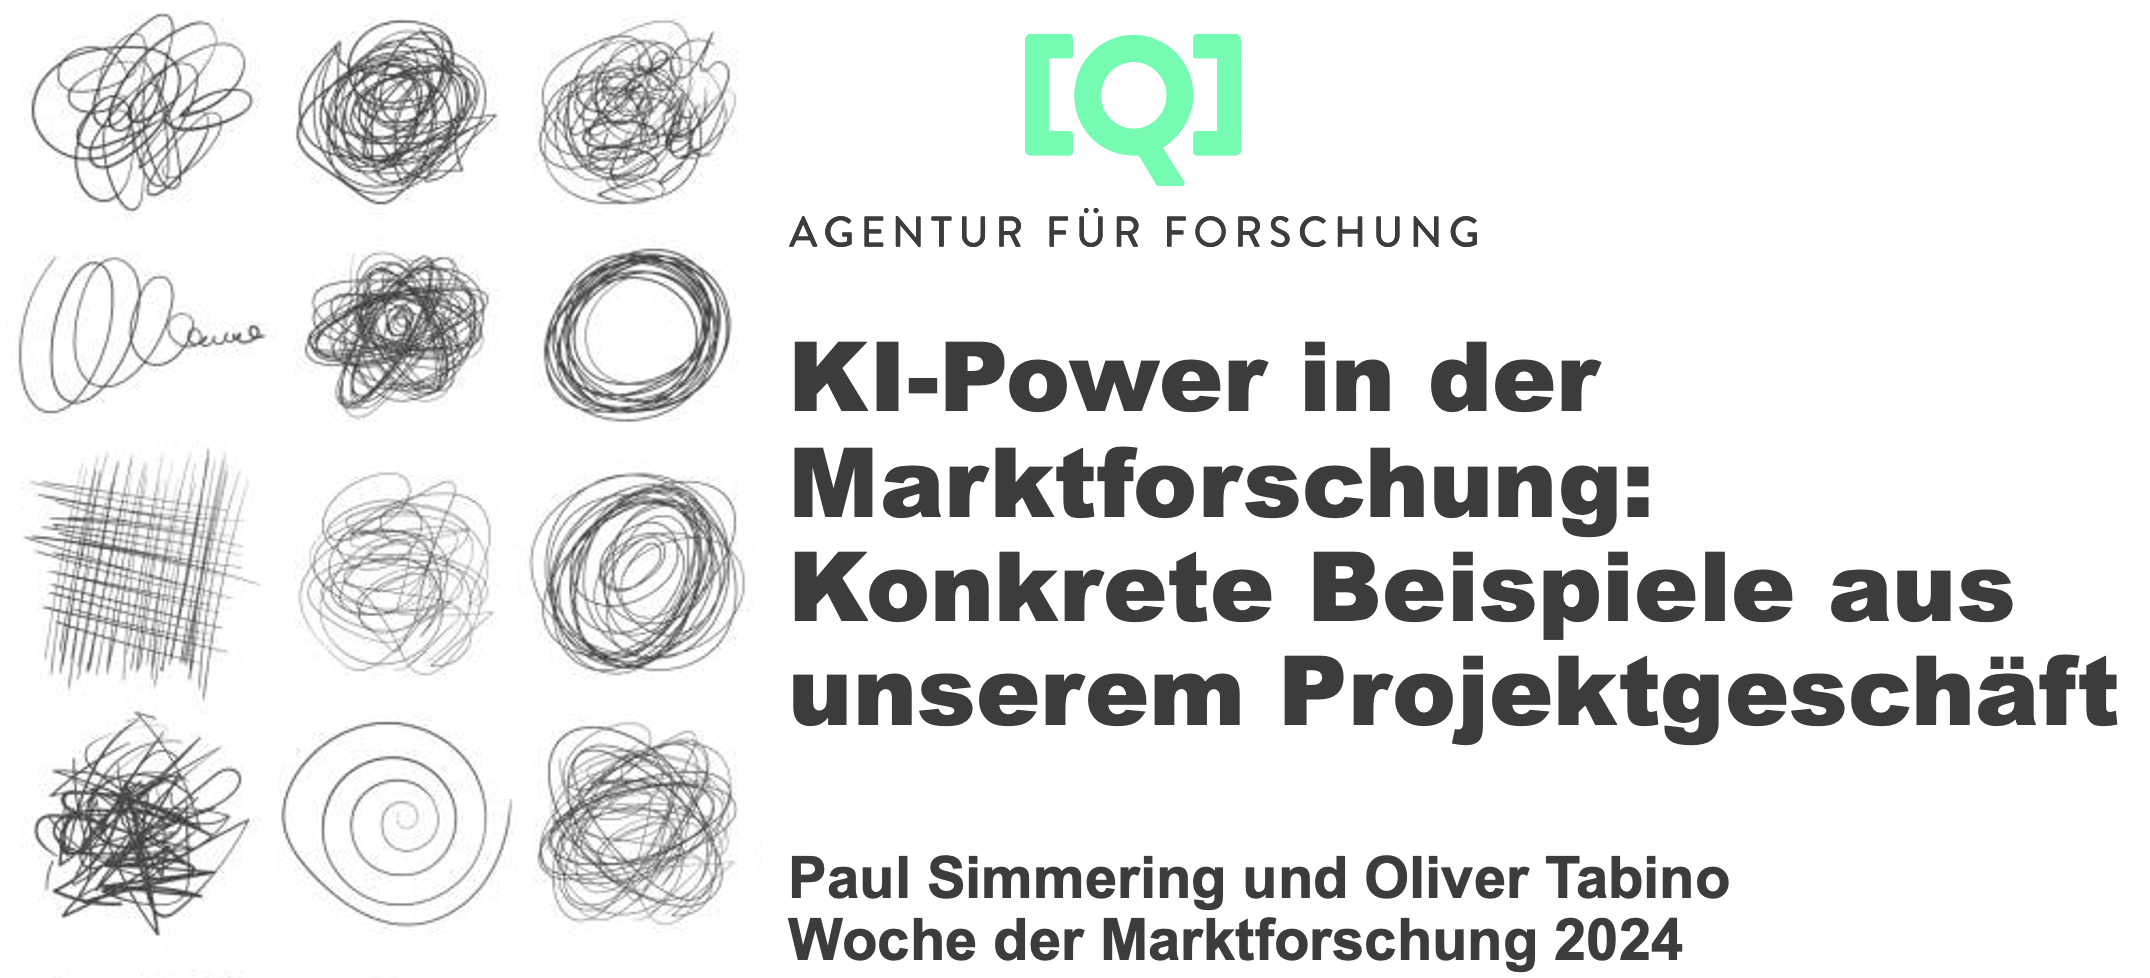 [Q]
AGENTUR FÜR FORSCHUNG
KI-Power in der
Marktforschung:
Konkrete Beispiele aus
unserem Projektgeschäft
Paul Simmering und Oliver Tabino
Woche der Marktforschung 2024